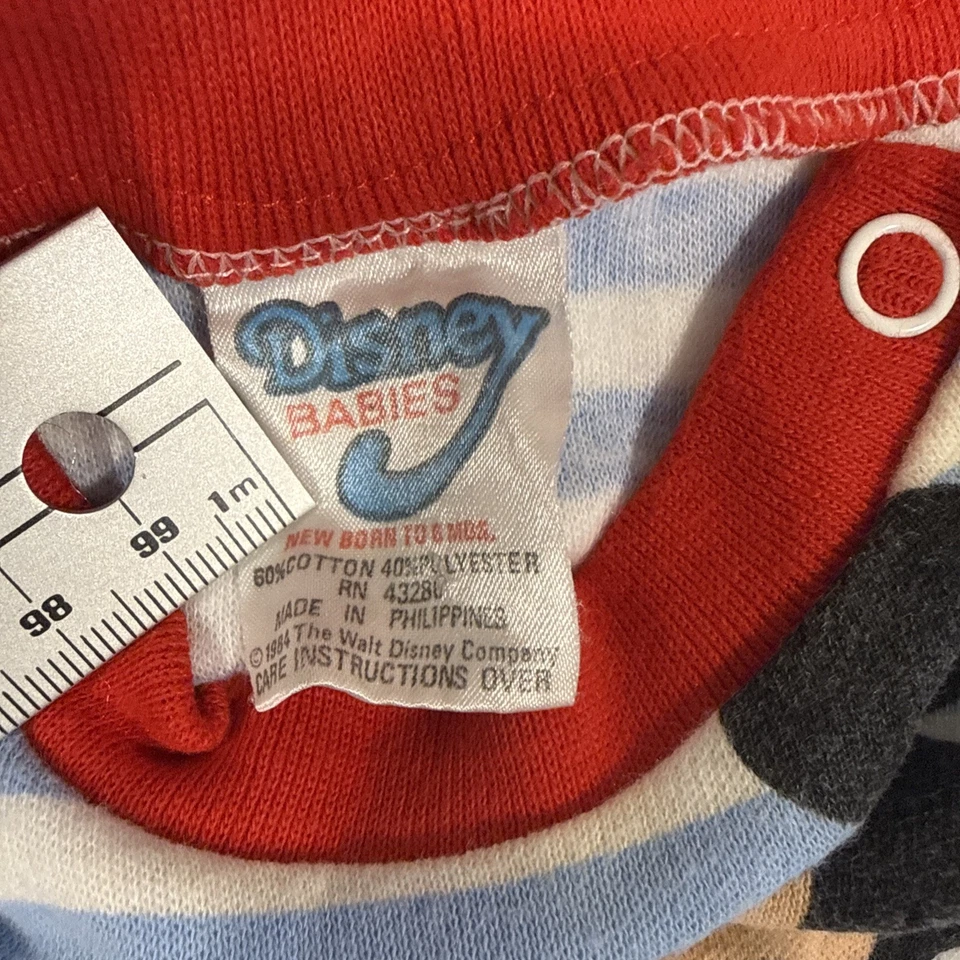 Disney
BABIES
NEW BORN TO 6 MOS.
60%COTTON 40%POLYESTER
RN
MADE IN PHILIPPINES
©1984 The Walt Disney Company
CARE INSTRUCTIONS OVER
98 99 1m